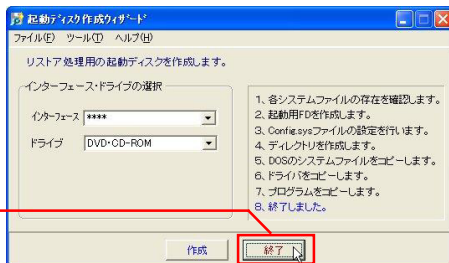 起動ディスク作成ウィザード
ファイル(F) ツール(T) ヘルプ(H)
リストア処理用の起動ディスクを作成します。
インターフェース・ドライブの選択
インターフェース ****
ドライブ DVD・CD-ROM
1、各システムファイルの存在を確認します。
2、起動用FDを作成します。
3、Config.sysファイルの設定を行います。
4、ディレクトリを作成します。
5、DOSのシステムファイルをコピーします。
6、ドライバをコピーします。
7、プログラムをコピーします。
8、終了しました。
作成 終了